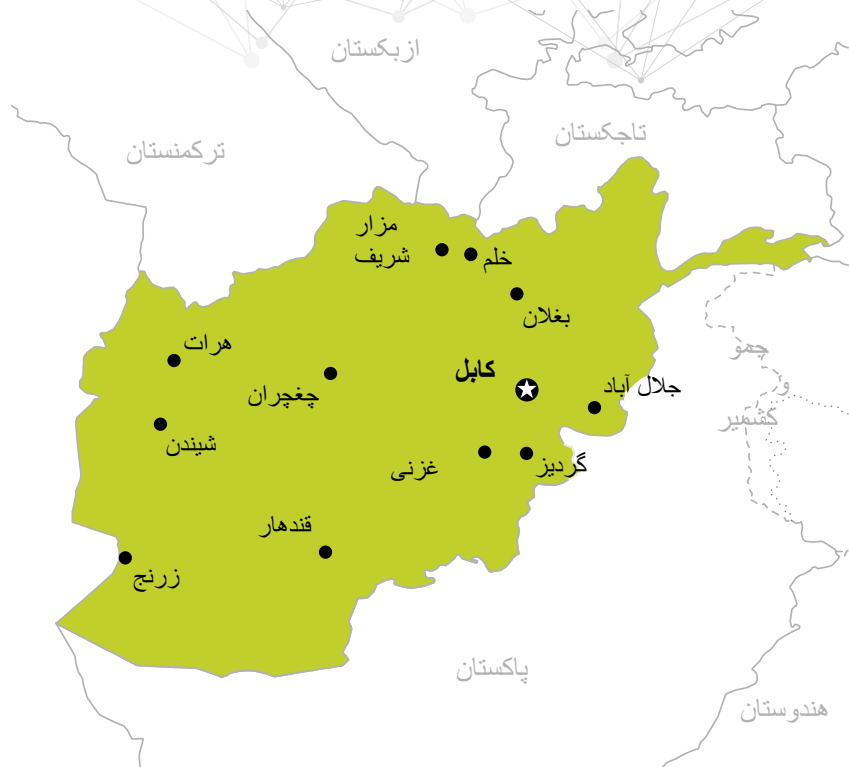 ازبکستان
تاجکستان
ترکمنستان
مزار
شریف
خلم
بغلان
هرات
جمو
و
کشمیر
کابل
جلال آباد
چغچران
شیندن
غزنی
گردیز
قندهار
زرنج
پاکستان
هندوستان